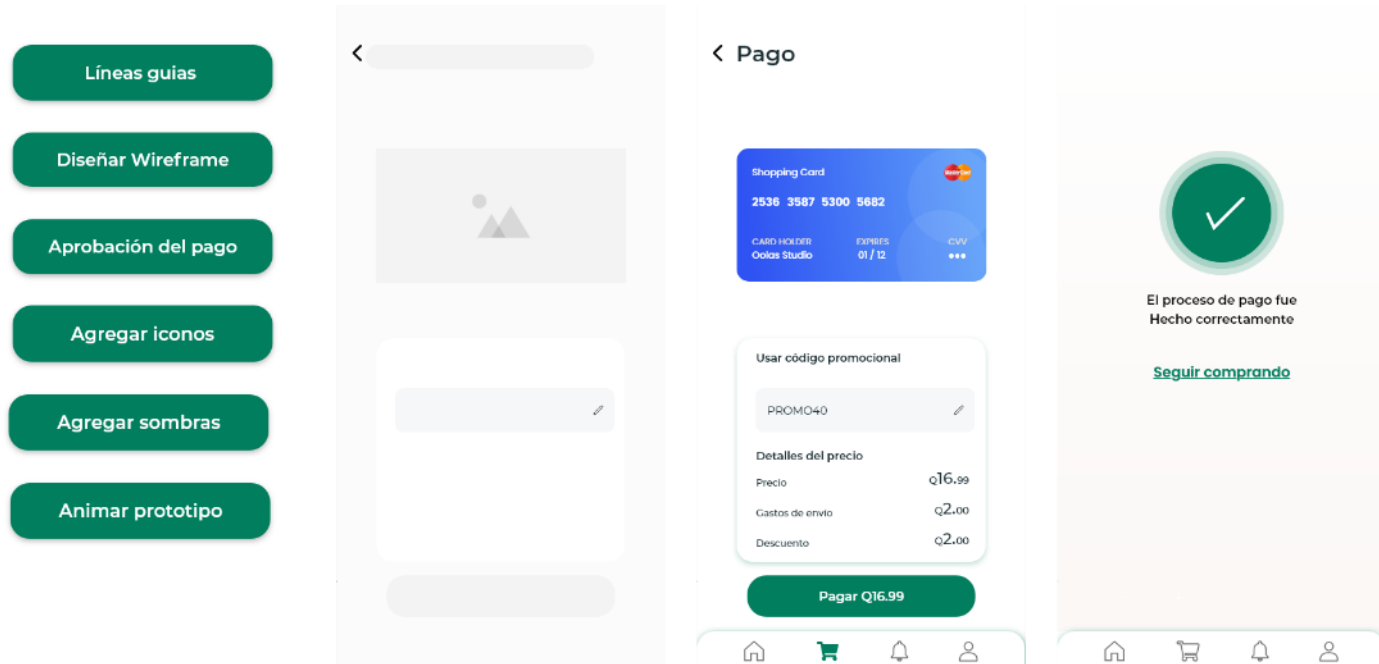 Líneas guias
Diseñar Wireframe
Aprobación del pago
Agregar iconos
Agregar sombras
Animar prototipo
Pago
Shopping Card
MasterCard
2536 3587 5300 5682
CARD HOLDER EXPIRES CVV
Oolas Studio 01 / 12
Usar código promocional
PROMO40
Detalles del precio
Precio Q16.99
Gastos de envío Q2.00
Descuento Q2.00
Pagar Q16.99
El proceso de pago fue
Hecho correctamente
Seguir comprando